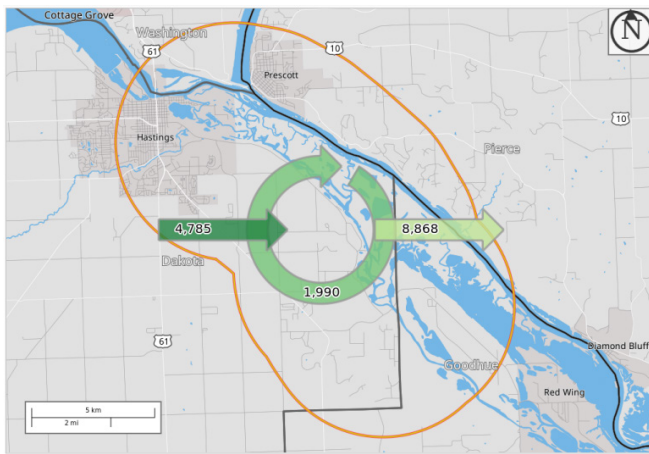 Cottage Grove
Washington
N
61
10
Prescott
10
Hastings
Pierce
4,785
8,868
Dakota
1,990
61
Diamond Bluff
Goodhue
Red Wing
5 km
2 mi